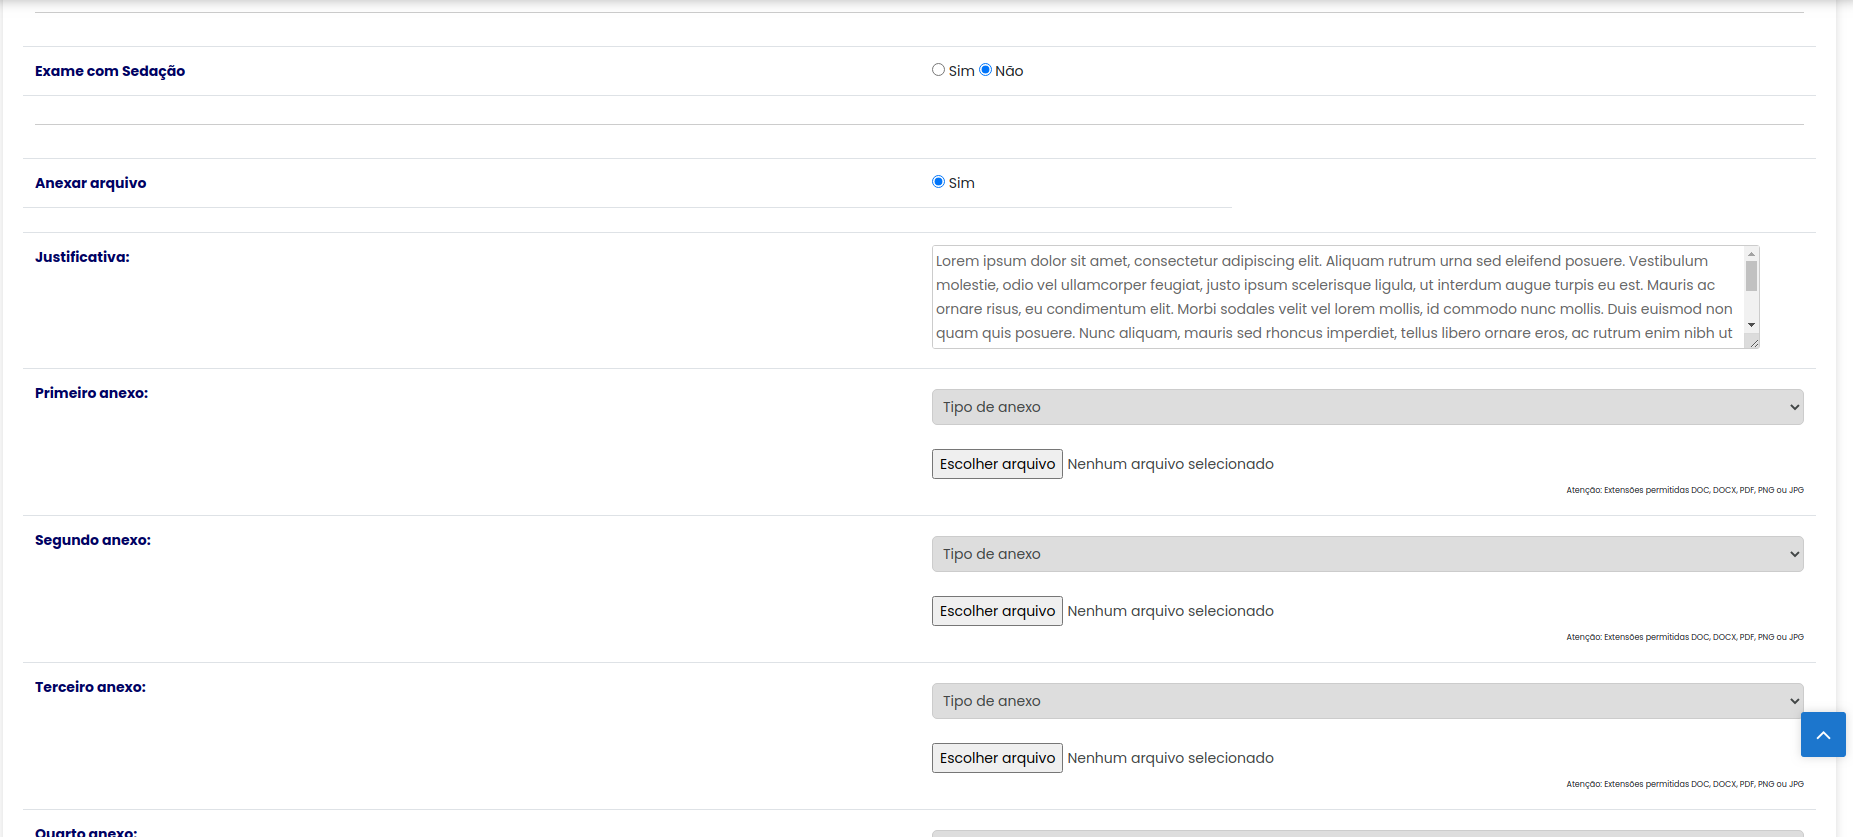 Exame com Sedação
Sim Não
Anexar arquivo
Sim
Justificativa:
Lorem ipsum dolor sit amet, consectetur adipiscing elit. Aliquam rutrum urna sed eleifend posuere. Vestibulum
molestie, odio vel ullamcorper feugiat, justo ipsum scelerisque ligula, ut interdum augue turpis eu est. Mauris ac
ornare risus, eu condimentum elit. Morbi sodales velit vel lorem mollis, id commodo nunc mollis. Duis euismod non
quam quis posuere. Nunc aliquam, mauris sed rhoncus imperdiet, tellus libero ornare eros, ac rutrum enim nibh ut
Primeiro anexo:
Tipo de anexo
Escolher arquivo Nenhum arquivo selecionado
Atenção: Extensões permitidas DOC, DOCX, PDF, PNG ou JPG
Segundo anexo:
Tipo de anexo
Escolher arquivo Nenhum arquivo selecionado
Atenção: Extensões permitidas DOC, DOCX, PDF, PNG ou JPG
Terceiro anexo:
Tipo de anexo
Escolher arquivo Nenhum arquivo selecionado
Atenção: Extensões permitidas DOC, DOCX, PDF, PNG ou JPG
Quarto anexo: